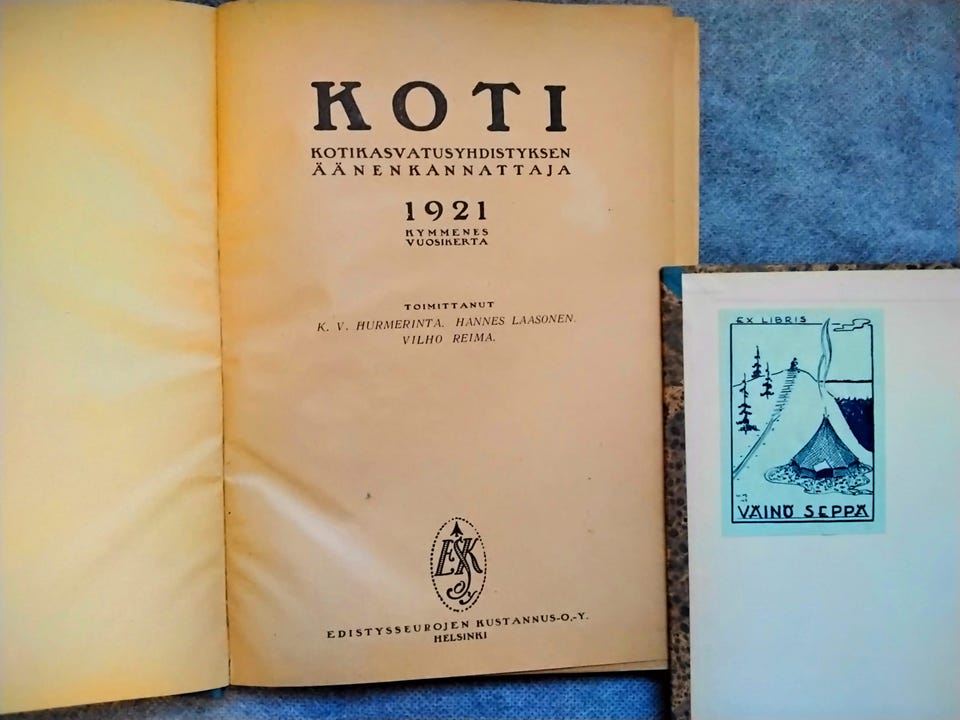 KOTI
KOTIKASVATUSYHDISTYKSEN
ÄÄNENKANNATTAJA
1921
KYMMENES
VUOSIKERTA
TOIMITTANUT
K. V. HURMERINTA. HANNES LAASONEN.
VILHO REIMA.
ESKOy
EDISTYSSEUROJEN KUSTANNUS-O.-Y.
HELSINKI
EX LIBRIS
VÄINÖ SEPPÄ